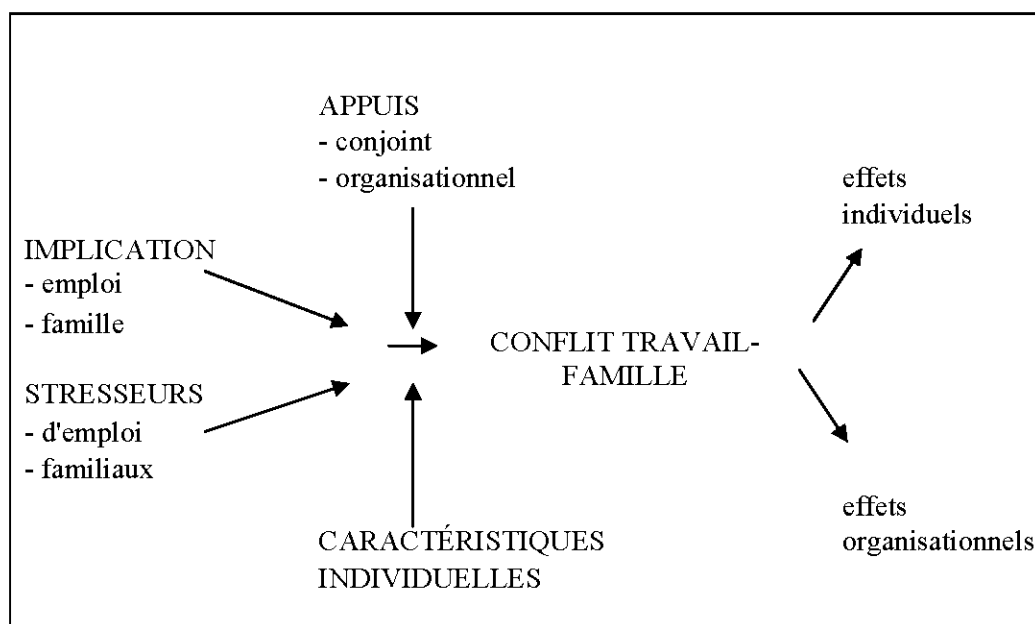 APPUIS
- conjoint
- organisationnel
effets
individuels
IMPLICATION
- emploi
- famille
CONFLIT TRAVAIL-
FAMILLE
STRESSEURS
- d'emploi
- familiaux
effets
organisationnels
CARACTÉRISTIQUES
INDIVIDUELLES